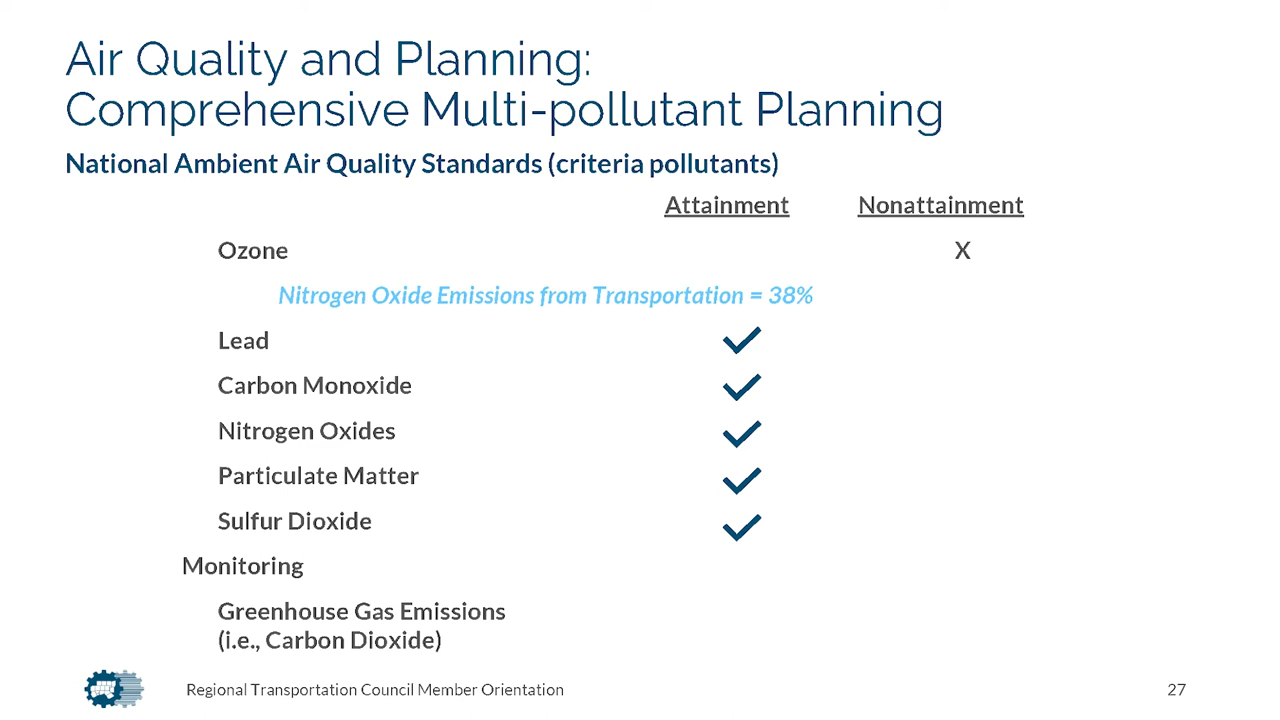 Air Quality and Planning:
Comprehensive Multi-pollutant Planning
National Ambient Air Quality Standards (criteria pollutants)
Attainment Nonattainment
Ozone X
Nitrogen Oxide Emissions from Transportation = 38%
Lead ✓
Carbon Monoxide ✓
Nitrogen Oxides ✓
Particulate Matter ✓
Sulfur Dioxide ✓
Monitoring
Greenhouse Gas Emissions
(i.e., Carbon Dioxide)
Regional Transportation Council Member Orientation 27